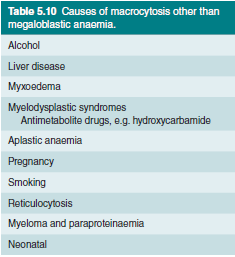 Table 5.10 Causes of macrocytosis other than
megaloblastic anaemia.
Alcohol
Liver disease
Myxoedema
Myelodysplastic syndromes
Antimetabolite drugs, e.g. hydroxycarbamide
Aplastic anaemia
Pregnancy
Smoking
Reticulocytosis
Myeloma and paraproteinaemia
Neonatal